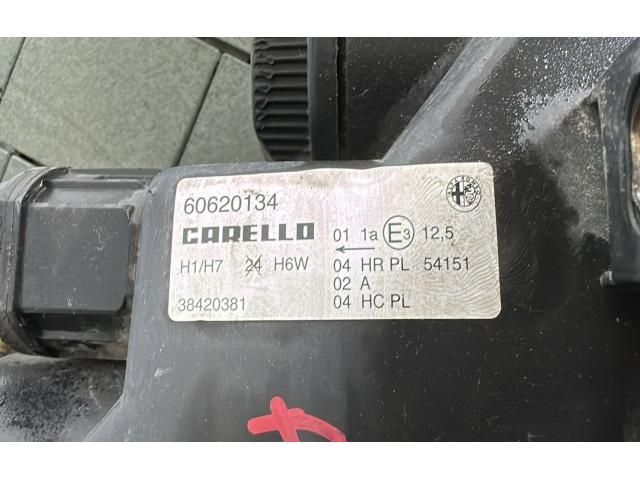 60620134
CARELLO
H1/H7 24 H6W
38420381
01 1a E3 12,5
04 HR PL 54151
02 A
04 HC PL